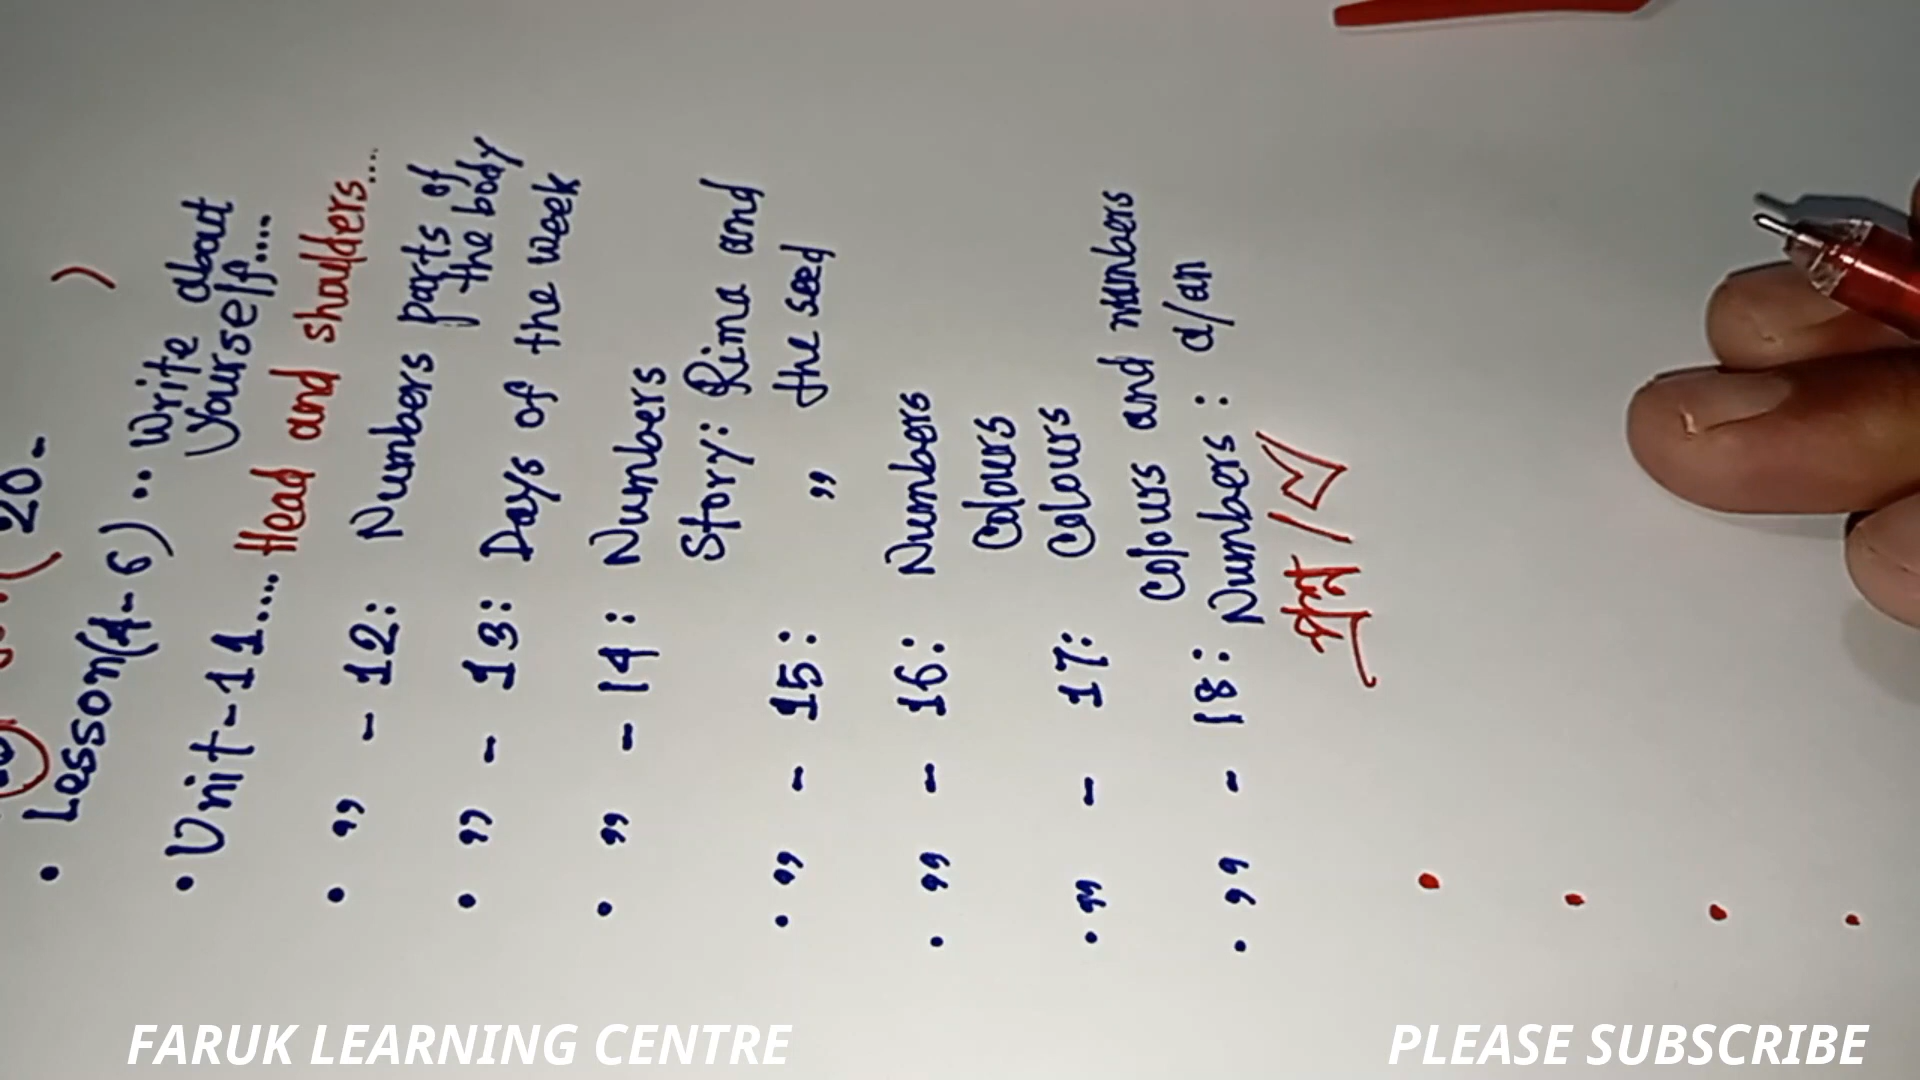 (20-
)
• Lesson(4-6)... Write about
Yourself....
• Unit-11.... Head and shoulders....
• ,, - 12: Numbers parts of
the body
• ,, - 13: Days of the week
• ,, - 14: Numbers
Story: Rima and
the seed
• ,, - 15: ,,
• ,, - 16: Numbers
Colours
• ,, - 17: Colours
Colours and numbers
• ,, - 18: Numbers: a/an
FARUK LEARNING CENTRE
PLEASE SUBSCRIBE